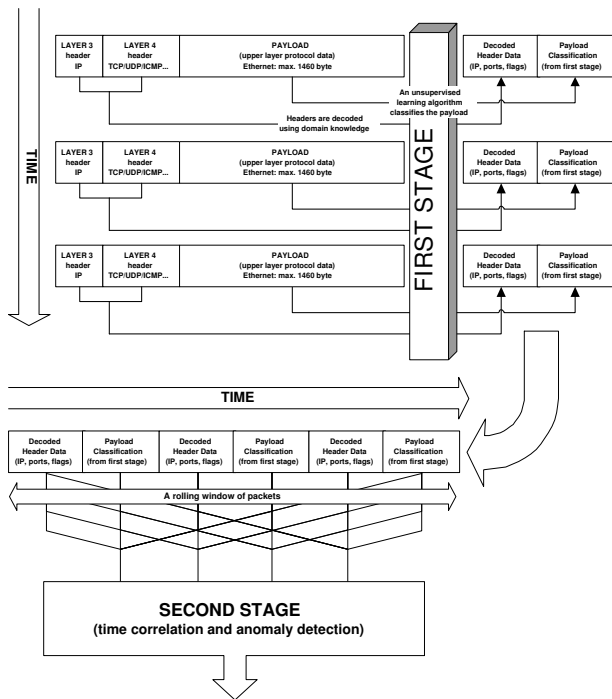 LAYER 3
header
IP
LAYER 4
header
TCP/UDP/ICMP...
PAYLOAD
(upper layer protocol data)
Ethernet: max. 1460 byte
Decoded
Header Data
(IP, ports, flags)
Payload
Classification
(from first stage)
An unsupervised
learning algorithm
classifies the payload
Headers are decoded
using domain knowledge
TIME
FIRST STAGE
LAYER 3
header
IP
LAYER 4
header
TCP/UDP/ICMP...
PAYLOAD
(upper layer protocol data)
Ethernet: max. 1460 byte
Decoded
Header Data
(IP, ports, flags)
Payload
Classification
(from first stage)
LAYER 3
header
IP
LAYER 4
header
TCP/UDP/ICMP...
PAYLOAD
(upper layer protocol data)
Ethernet: max. 1460 byte
Decoded
Header Data
(IP, ports, flags)
Payload
Classification
(from first stage)
TIME
Decoded
Header Data
(IP, ports, flags)
Payload
Classification
(from first stage)
Decoded
Header Data
(IP, ports, flags)
Payload
Classification
(from first stage)
Decoded
Header Data
(IP, ports, flags)
Payload
Classification
(from first stage)
A rolling window of packets
SECOND STAGE
(time correlation and anomaly detection)